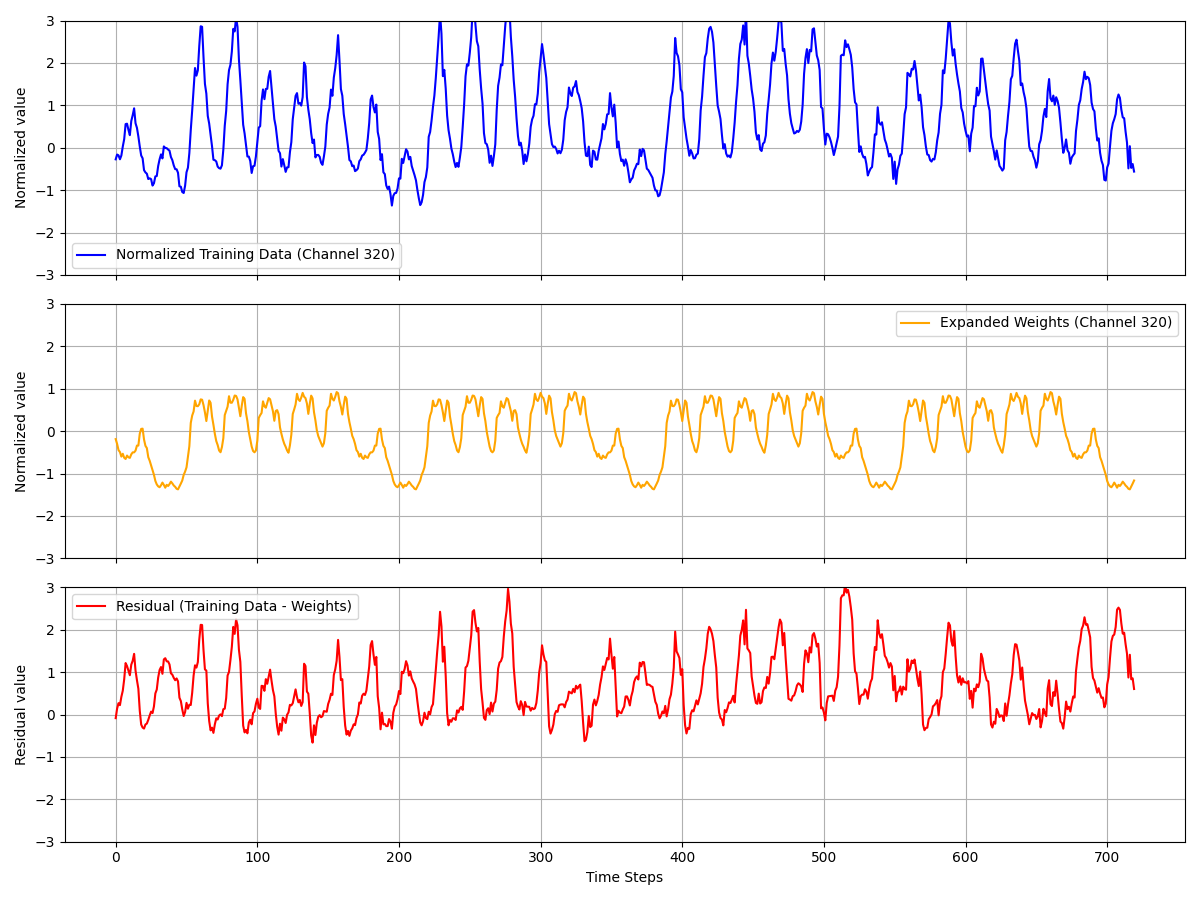 3
2
1
0
−1
−2
−3
Normalized value
Normalized Training Data (Channel 320)
3
2
1
0
−1
−2
−3
Normalized value
Expanded Weights (Channel 320)
3
2
1
0
−1
−2
−3
Residual value
Residual (Training Data - Weights)
0 100 200 300 400 500 600 700
Time Steps